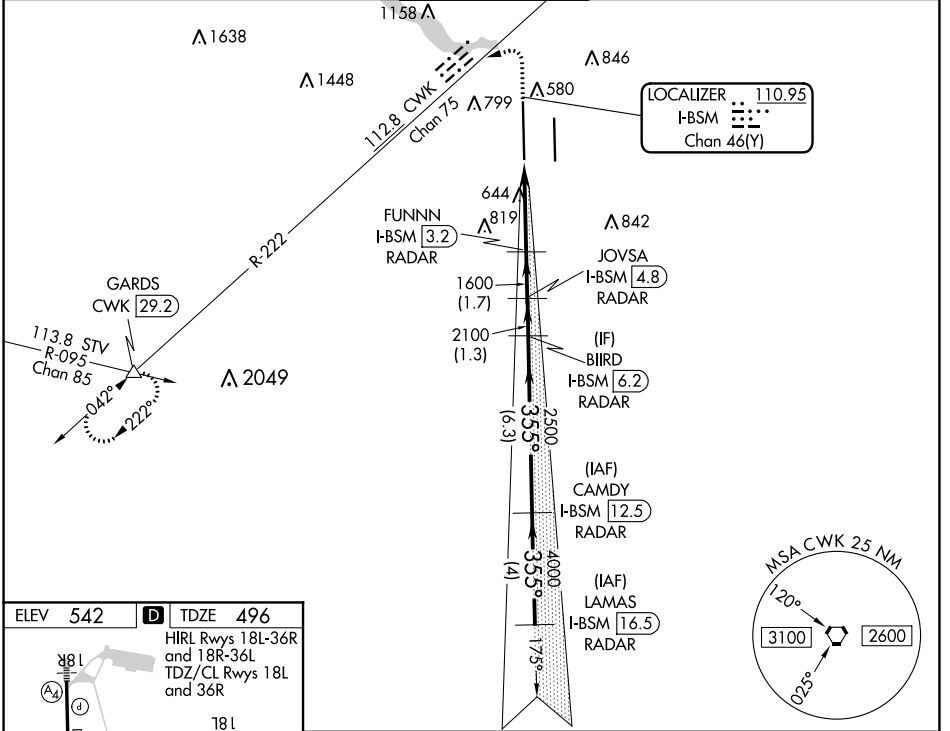 1158
1638
846
1448
580
799
112.8 CWK
Chan 75
LOCALIZER 110.95
I-BSM
Chan 46(Y)
644
819
842
FUNNN
I-BSM 3.2
RADAR
R-222
JOVSA
I-BSM 4.8
RADAR
1600
(1.7)
GARDS
CWK 29.2
2100
(1.3)
(IF)
BIIRD
I-BSM 6.2
RADAR
113.8 STV
R-095
Chan 85
2049
042°
222°
355°
2500
(6.3)
(IAF)
CAMDY
I-BSM 12.5
RADAR
355°
4000
(4)
(IAF)
LAMAS
I-BSM 16.5
RADAR
175°
MSA CWK 25 NM
120°
3100
2600
025°
ELEV 542 D TDZE 496
HIRL Rwys 18L-36R
and 18R-36L
TDZ/CL Rwys 18L
and 36R
18R
A4
P
18L